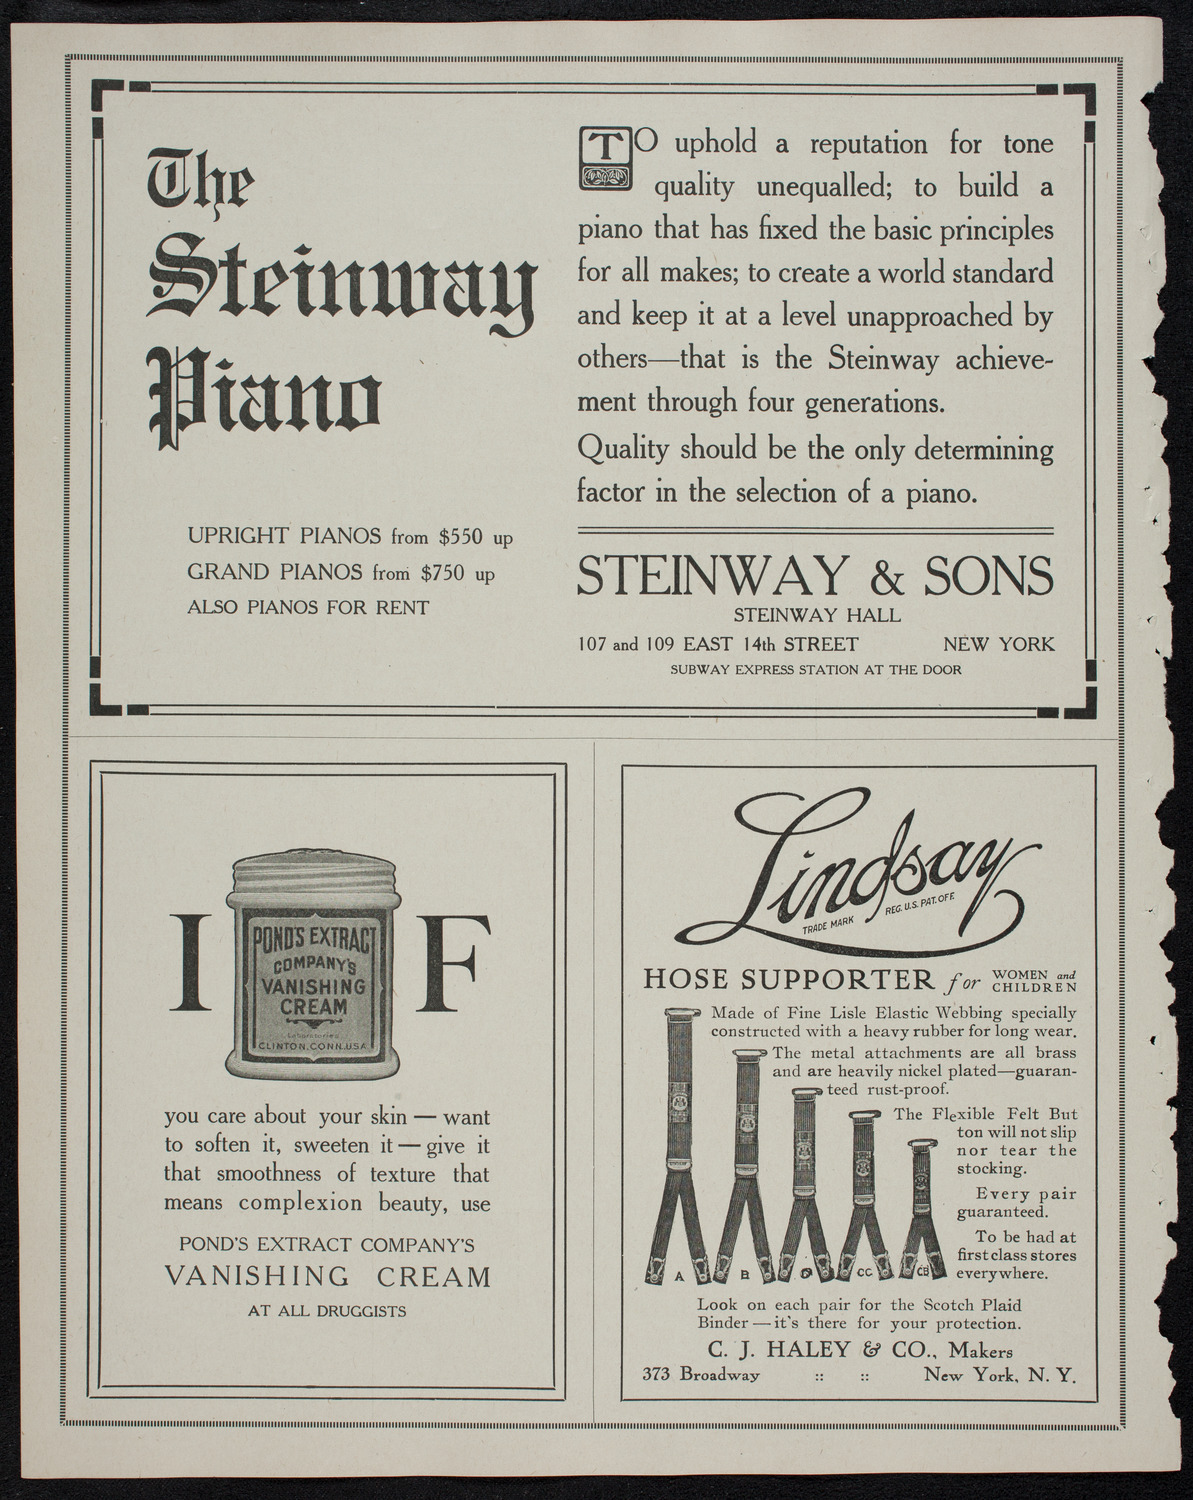 The
Steinway
Piano
UPRIGHT PIANOS from $550 up
GRAND PIANOS from $750 up
ALSO PIANOS FOR RENT
TO uphold a reputation for tone
quality unequalled; to build a
piano that has fixed the basic principles
for all makes; to create a world standard
and keep it at a level unapproached by
others—that is the Steinway achieve-
ment through four generations.
Quality should be the only determining
factor in the selection of a piano.
STEINWAY & SONS
STEINWAY HALL
107 and 109 EAST 14th STREET NEW YORK
SUBWAY EXPRESS STATION AT THE DOOR
I F
POND'S EXTRACT
COMPANY'S
VANISHING
CREAM
Laboratories
CLINTON.CONN.USA.
you care about your skin — want
to soften it, sweeten it — give it
that smoothness of texture that
means complexion beauty, use
POND'S EXTRACT COMPANY'S
VANISHING CREAM
AT ALL DRUGGISTS
Lindsay
TRADE MARK REG. U.S. PAT. OFF.
HOSE SUPPORTER for WOMEN and CHILDREN
Made of Fine Lisle Elastic Webbing specially
constructed with a heavy rubber for long wear.
The metal attachments are all brass
and are heavily nickel plated—guaran-
teed rust-proof.
The Flexible Felt But
ton will not slip
nor tear the
stocking.
Every pair
guaranteed.
To be had at
first class stores
everywhere.
A B D CC CB
Look on each pair for the Scotch Plaid
Binder — it's there for your protection.
C. J. HALEY & CO., Makers
373 Broadway :: :: New York, N. Y.